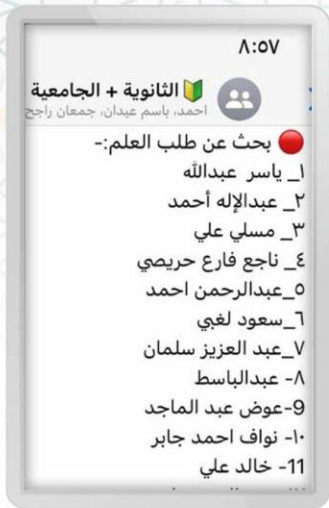 ٨:٥٧
الثانوية + الجامعية
احمد، باسم عيدان، جمعان راجح
بحث عن طلب العلم:-
١_ ياسر عبدالله
٢_ عبدالإله أحمد
٣_ مسلي علي
٤_ ناجع فارع حريصي
٥_عبدالرحمن احمد
٦_سعود لغبي
٧_عبد العزيز سلمان
٨- عبدالباسط
9-عوض عبد الماجد
١٠- نواف احمد جابر
11- خالد علي